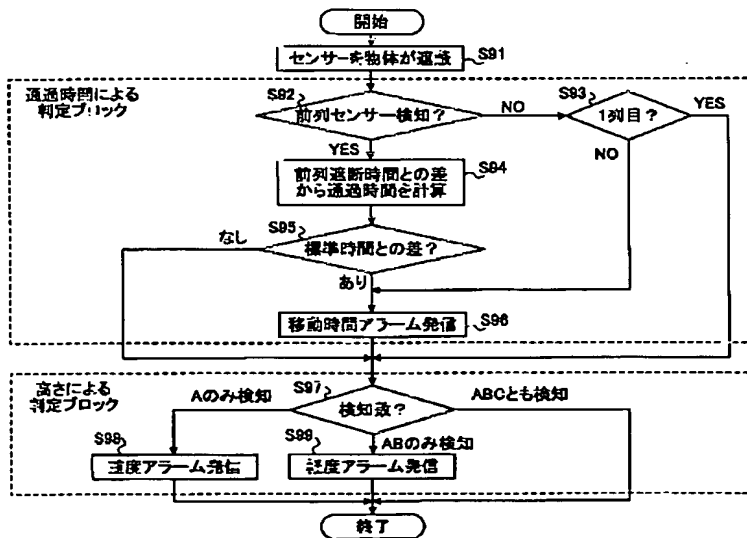 開始
センサーを物体が遮蔽
S91
通過時間による
判定ブロック
S92
前列センサー検知？
NO
S93
1列目？
YES
YES
NO
前列遮断時間との差
から通過時間を計算
S94
S95
なし
標準時間との差？
あり
移動時間アラーム発信
S96
高さによる
判定ブロック
Aのみ検知
S97
検知数？
ABCとも検知
S98
重度アラーム発信
S99
ABのみ検知
軽度アラーム発信
終了